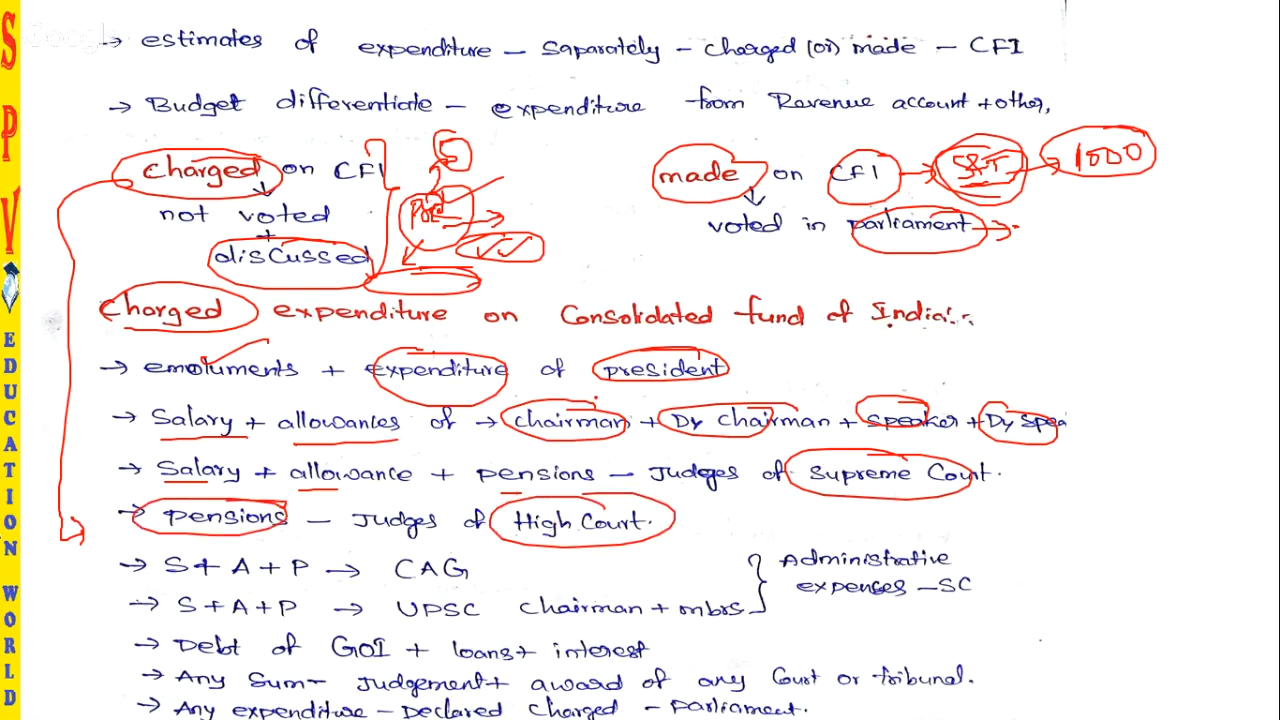 SPV EDUCATION WORLD
→ estimates of expenditure – Saparately – charged (or) made – CFI
→ Budget differentiate – expenditure from Revenue account + other,
charged on CFI
made on CFI → → 1000
not voted
voted in parliament →
+
discussed
charged expenditure on Consolidated fund of India:-
→ emoluments + expenditure of president
→ Salary + allowances of → chairman + Dy chairman + speaker + Dy spea
→ Salary + allowance + pensions – Judges of Supreme Court.
→ pensions – Judges of High Court.
→ S + A + P → CAG
→ S + A + P → UPSC chairman + mbrs
Administrative
expenses – SC
→ Debt of GOI + loans + interest
→ Any Sum – Judgement + award of any Court or tribunal.
→ Any expenditure – Declared charged – parliament.